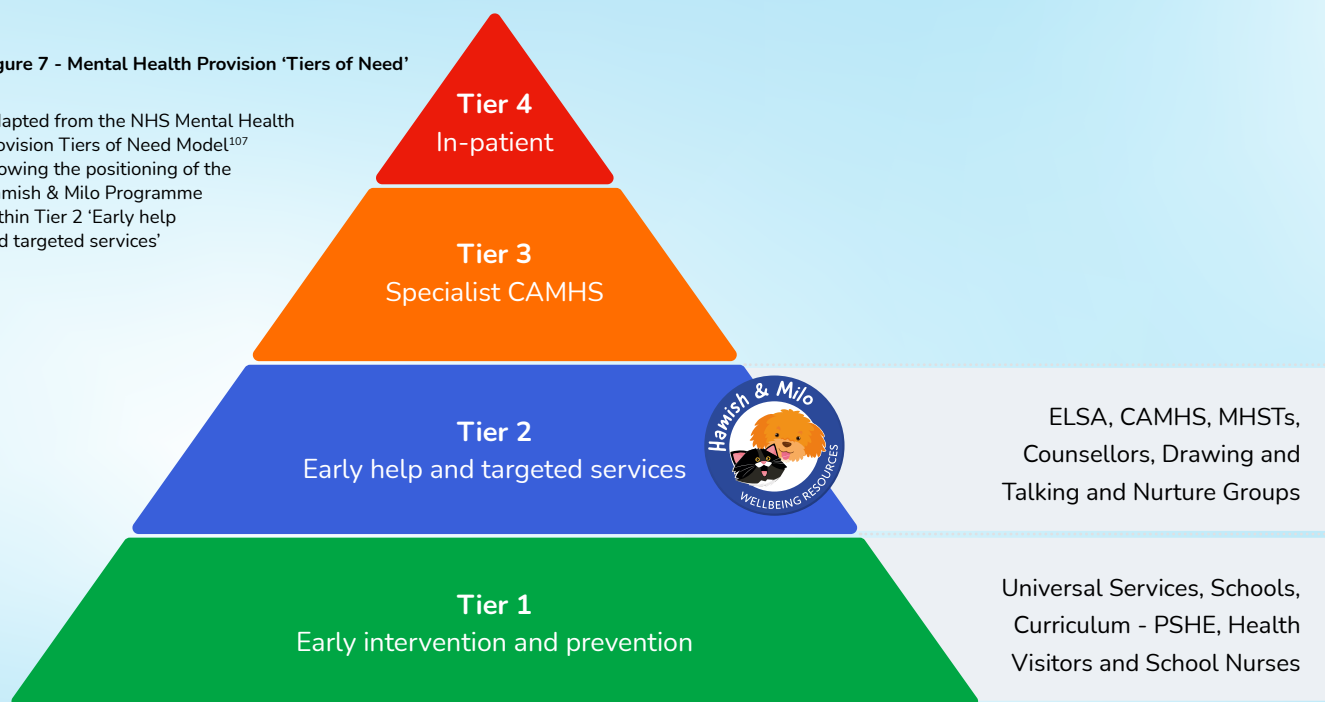 gure 7 - Mental Health Provision ‘Tiers of Need’
lapted from the NHS Mental Health
ovision Tiers of Need Model107
owing the positioning of the
mish & Milo Programme
thin Tier 2 ‘Early help
d targeted services’
Tier 4
In-patient
Tier 3
Specialist CAMHS
Tier 2
Early help and targeted services
Hamish & Milo
WELLBEING RESOURCES
ELSA, CAMHS, MHSTs,
Counsellors, Drawing and
Talking and Nurture Groups
Tier 1
Early intervention and prevention
Universal Services, Schools,
Curriculum - PSHE, Health
Visitors and School Nurses